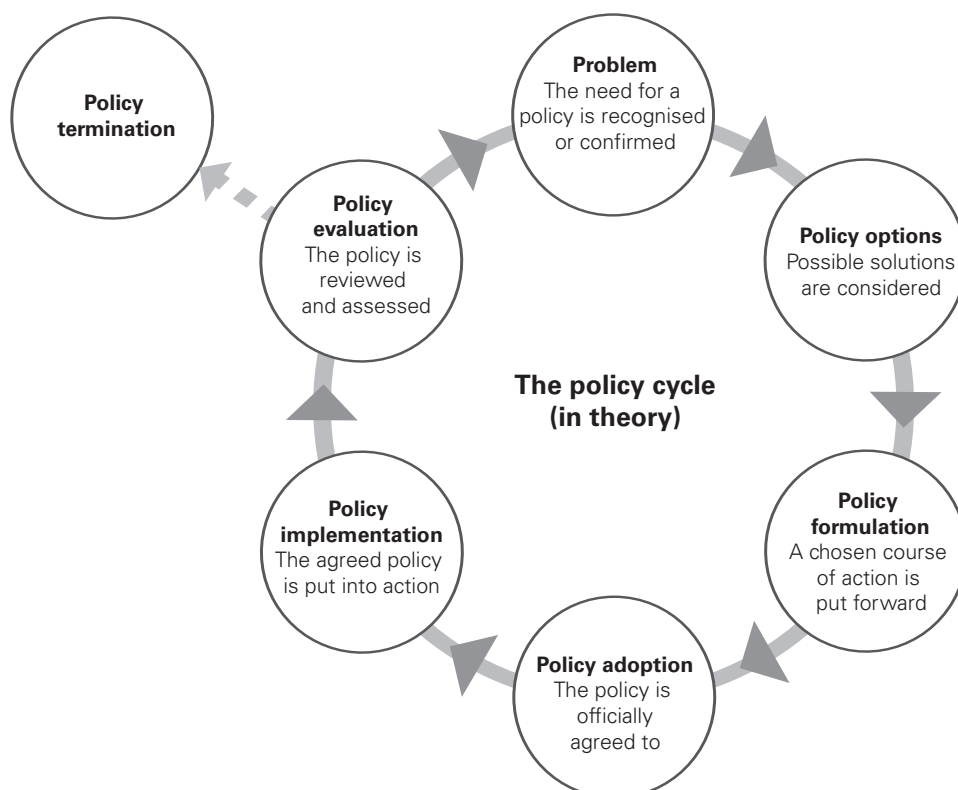 Policy
termination
Problem
The need for a
policy is recognised
or confirmed
Policy options
Possible solutions
are considered
Policy
formulation
A chosen course
of action is
put forward
Policy adoption
The policy is
officially
agreed to
Policy
implementation
The agreed policy
is put into action
Policy
evaluation
The policy is
reviewed
and assessed
The policy cycle
(in theory)